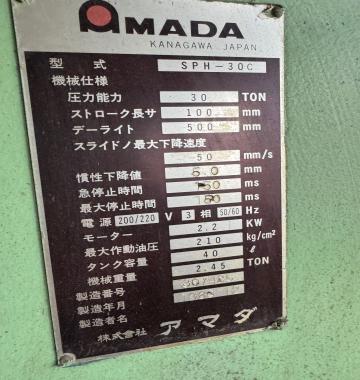 AMADA
KANAGAWA JAPAN
型式 SPH-30C
機械仕様
圧力能力 30 TON
ストローク長サ 100 mm
デーライト 500 mm
スライドノ最大下降速度
50 mm/s
慣性下降値 5.0 mm
急停止時間 150 ms
最大停止時間 180 ms
電源 200/220 V 3 相 50/60 Hz
モーター 2.2 KW
最大作動油圧 210 kg/cm²
タンク容量 40 ℓ
機械重量 2.45 TON
製造番号
製造年月
製造者名
株式会社 アマダ